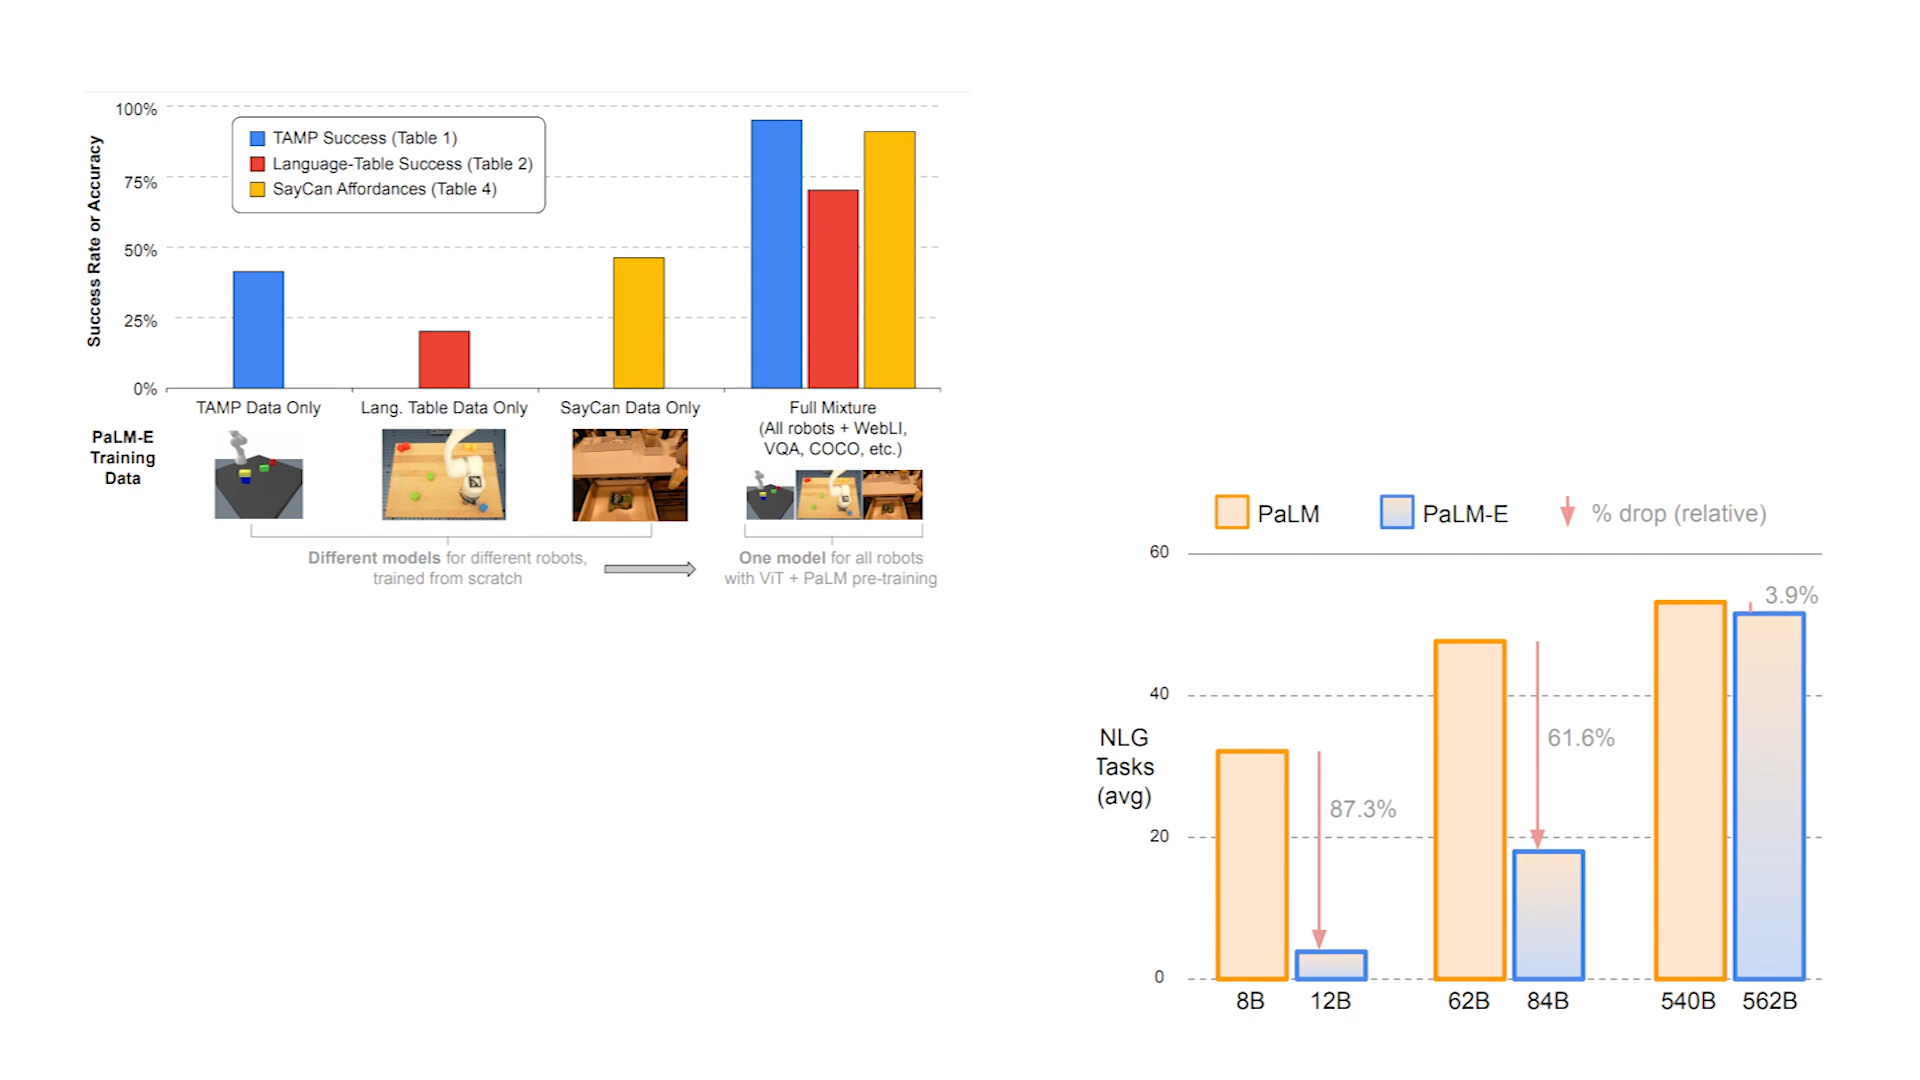 100%
75%
50%
25%
0%
Success Rate or Accuracy
TAMP Success (Table 1)
Language-Table Success (Table 2)
SayCan Affordances (Table 4)
TAMP Data Only
Lang. Table Data Only
SayCan Data Only
Full Mixture
(All robots + WebLI,
VQA, COCO, etc.)
PaLM-E
Training
Data
Different models for different robots,
trained from scratch
One model for all robots
with ViT + PaLM pre-training
PaLM
PaLM-E
% drop (relative)
60
40
20
0
NLG
Tasks
(avg)
87.3%
61.6%
3.9%
8B
12B
62B
84B
540B
562B